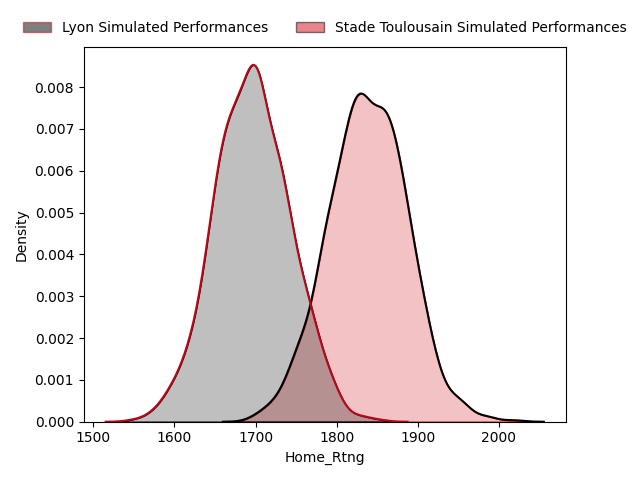 Lyon Simulated Performances
Stade Toulousain Simulated Performances
0.008
0.007
0.006
0.005
0.004
0.003
0.002
0.001
0.000
Density
1500 1600 1700 1800 1900 2000
Home_Rtng